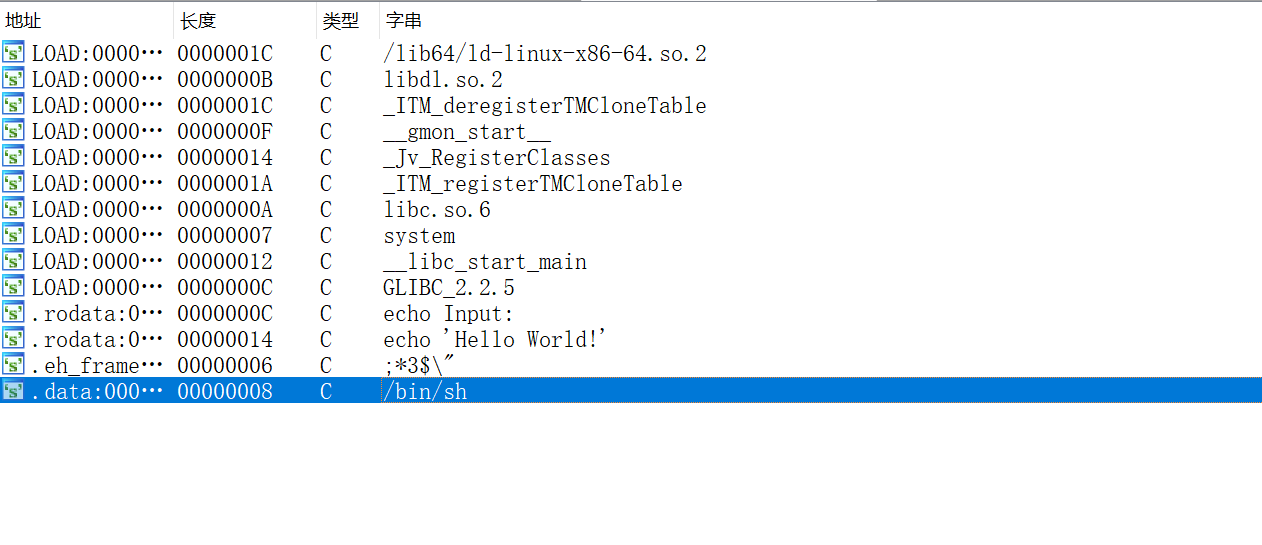 地址 长度 类型 字串
LOAD:0000… 0000001C C /lib64/ld-linux-x86-64.so.2
LOAD:0000… 0000000B C libdl.so.2
LOAD:0000… 0000001C C _ITM_deregisterTMCloneTable
LOAD:0000… 0000000F C __gmon_start__
LOAD:0000… 00000014 C _Jv_RegisterClasses
LOAD:0000… 0000001A C _ITM_registerTMCloneTable
LOAD:0000… 0000000A C libc.so.6
LOAD:0000… 00000007 C system
LOAD:0000… 00000012 C __libc_start_main
LOAD:0000… 0000000C C GLIBC_2.2.5
.rodata:0… 0000000C C echo Input:
.rodata:0… 00000014 C echo 'Hello World!'
.eh_frame… 00000006 C ;*3$\"
.data:000… 00000008 C /bin/sh